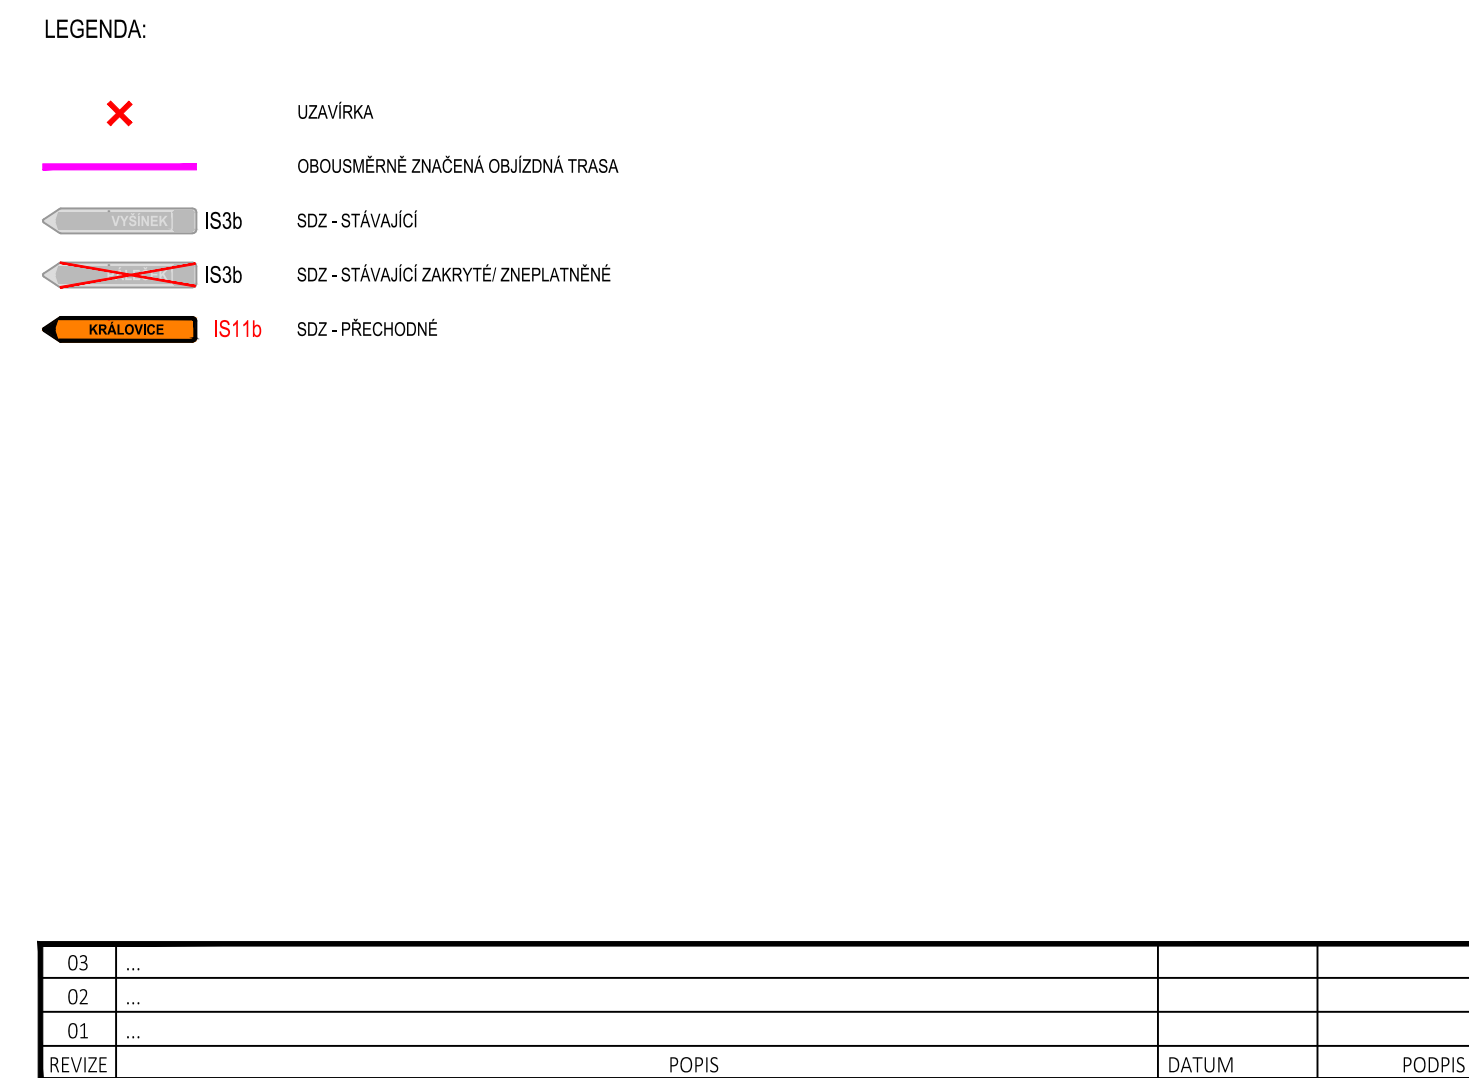 LEGENDA:
UZAVÍRKA
OBOUSMĚRNĚ ZNAČENÁ OBJÍZDNÁ TRASA
VYŠÍNEK IS3b SDZ - STÁVAJÍCÍ
IS3b SDZ - STÁVAJÍCÍ ZAKRYTÉ/ ZNEPLATNĚNÉ
KRÁLOVICE IS11b SDZ - PŘECHODNÉ
03 ...
02 ...
01 ...
REVIZE POPIS DATUM PODPIS